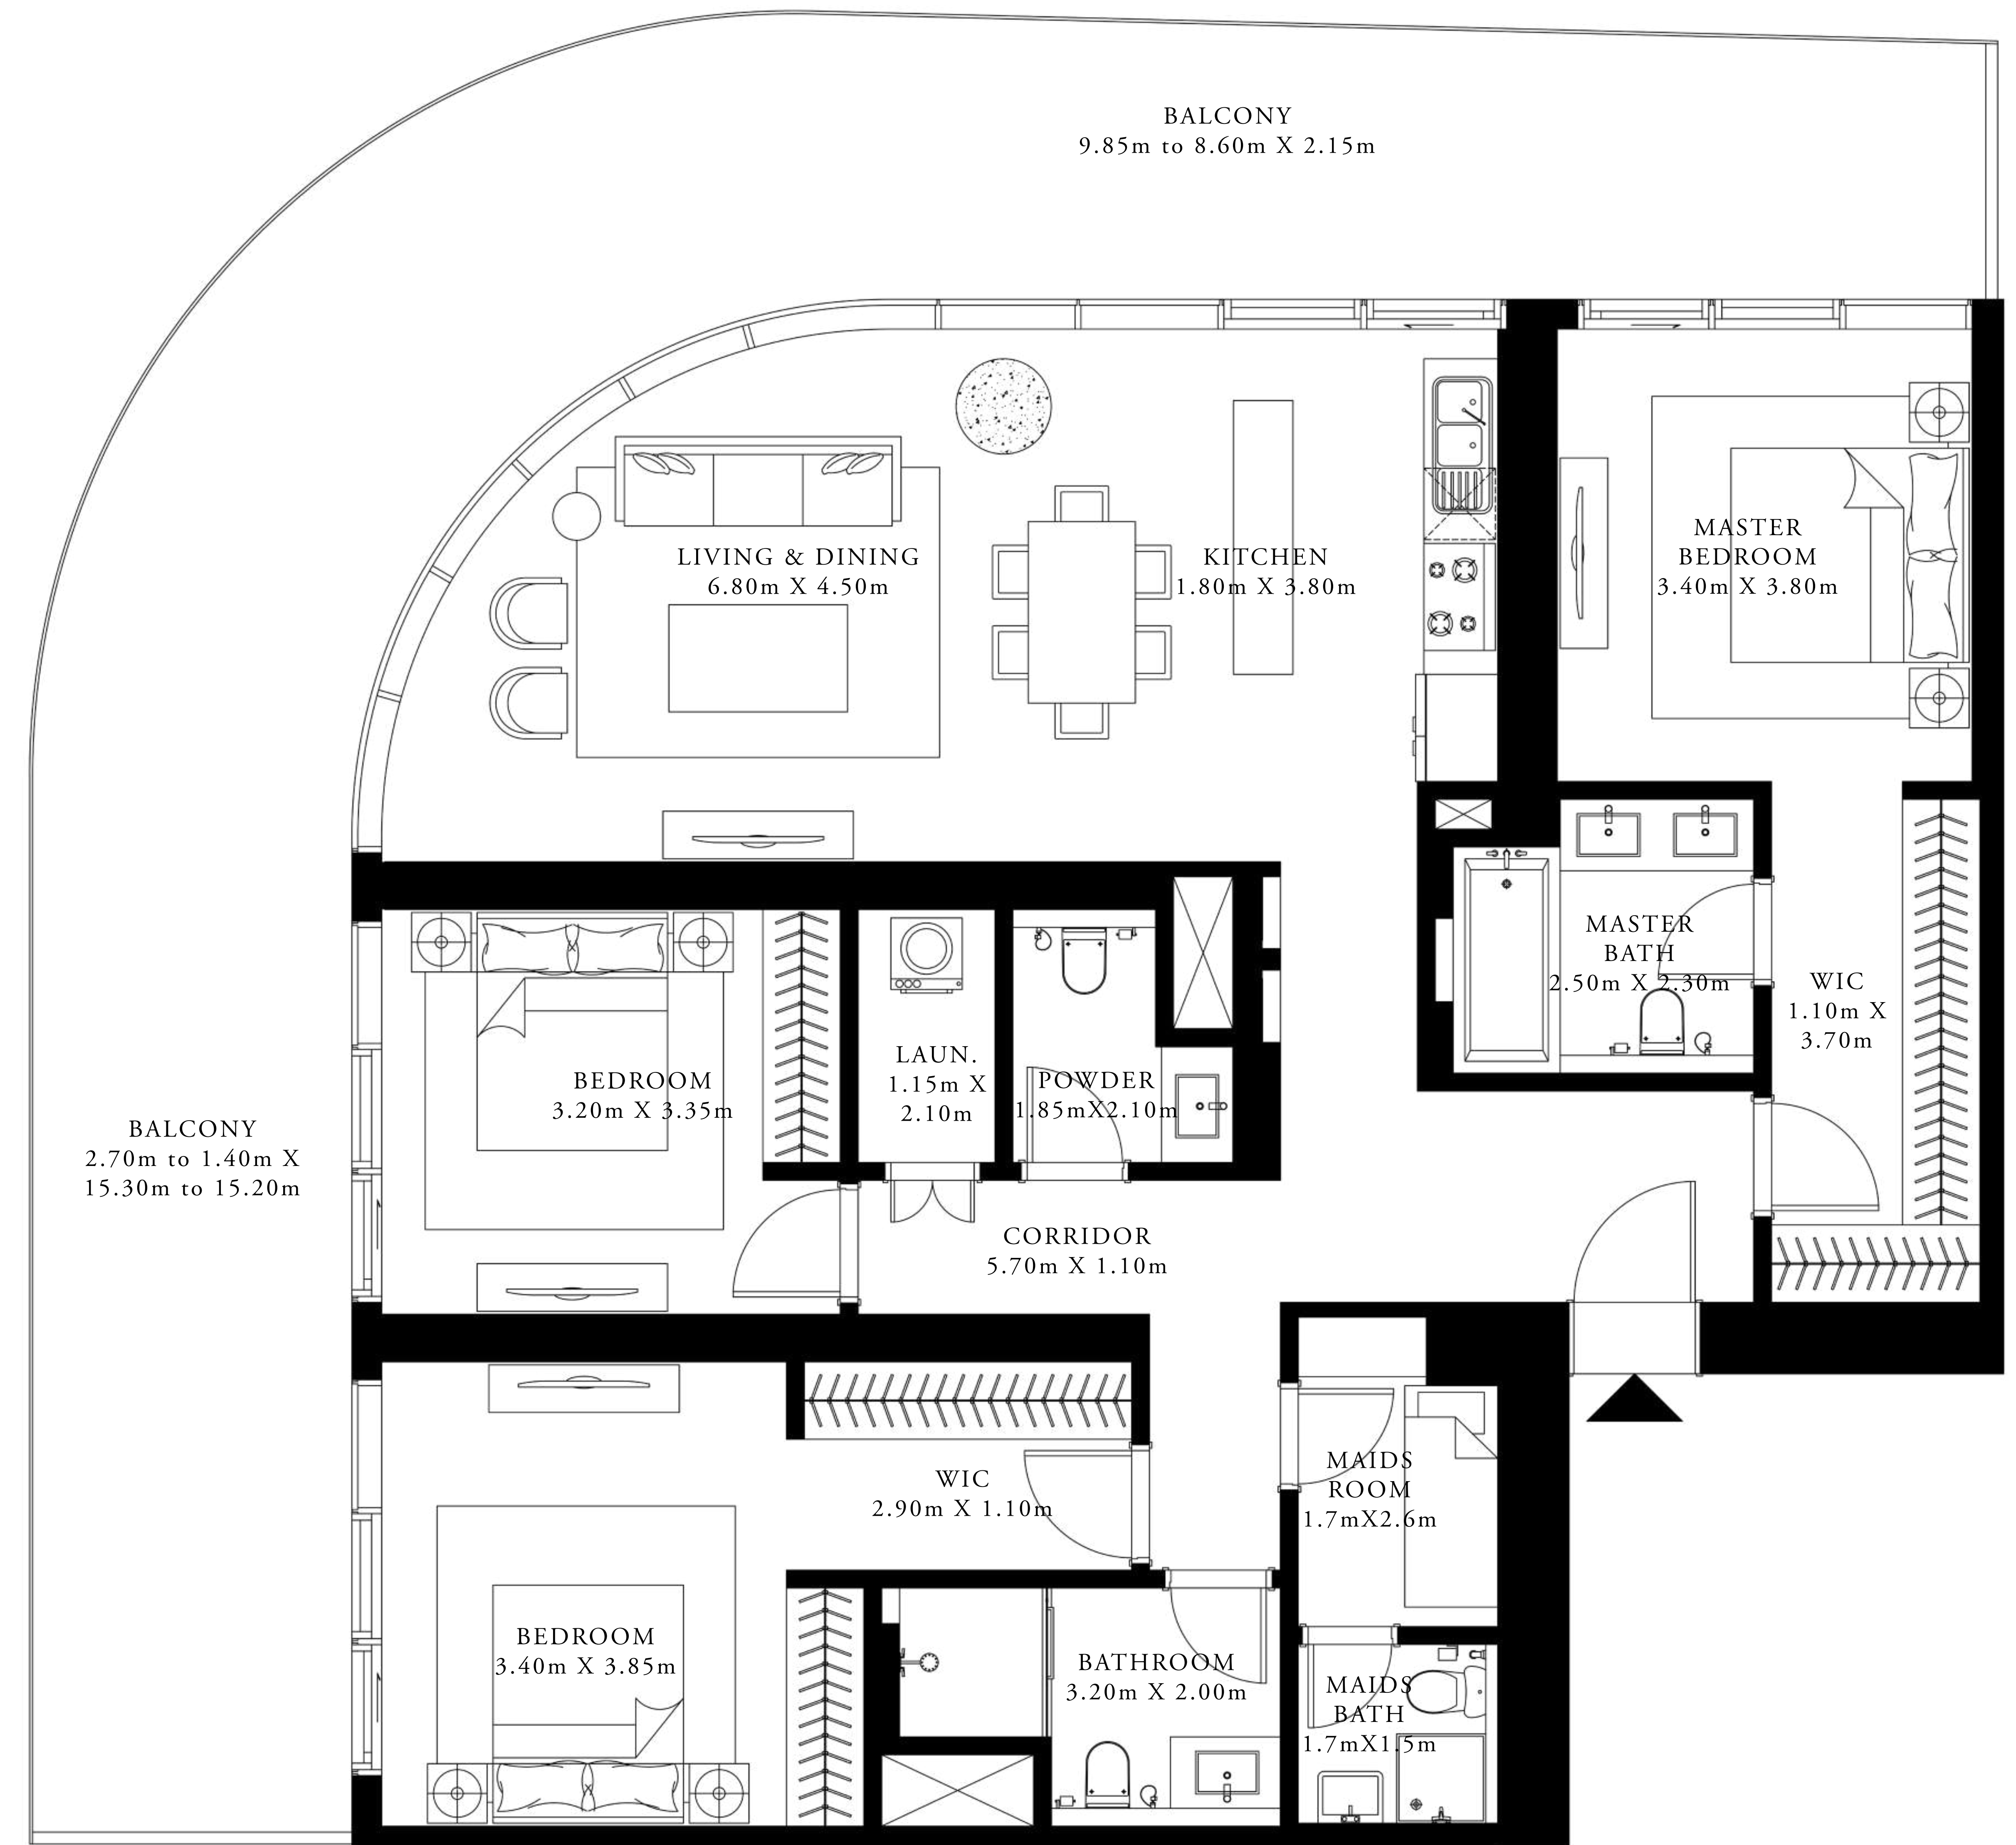 BALCONY
9.85m to 8.60m X 2.15m
LIVING & DINING
6.80m X 4.50m
KITCHEN
1.80m X 3.80m
MASTER
BEDROOM
3.40m X 3.80m
MASTER
BATH
2.50m X 2.30m
WIC
1.10m X
3.70m
BEDROOM
3.20m X 3.35m
LAUN.
1.15m X
2.10m
POWDER
1.85mX2.10m
BALCONY
2.70m to 1.40m X
15.30m to 15.20m
CORRIDOR
5.70m X 1.10m
WIC
2.90m X 1.10m
MAIDS
ROOM
1.7mX2.6m
BEDROOM
3.40m X 3.85m
BATHROOM
3.20m X 2.00m
MAIDS
BATH
1.7mX1.5m